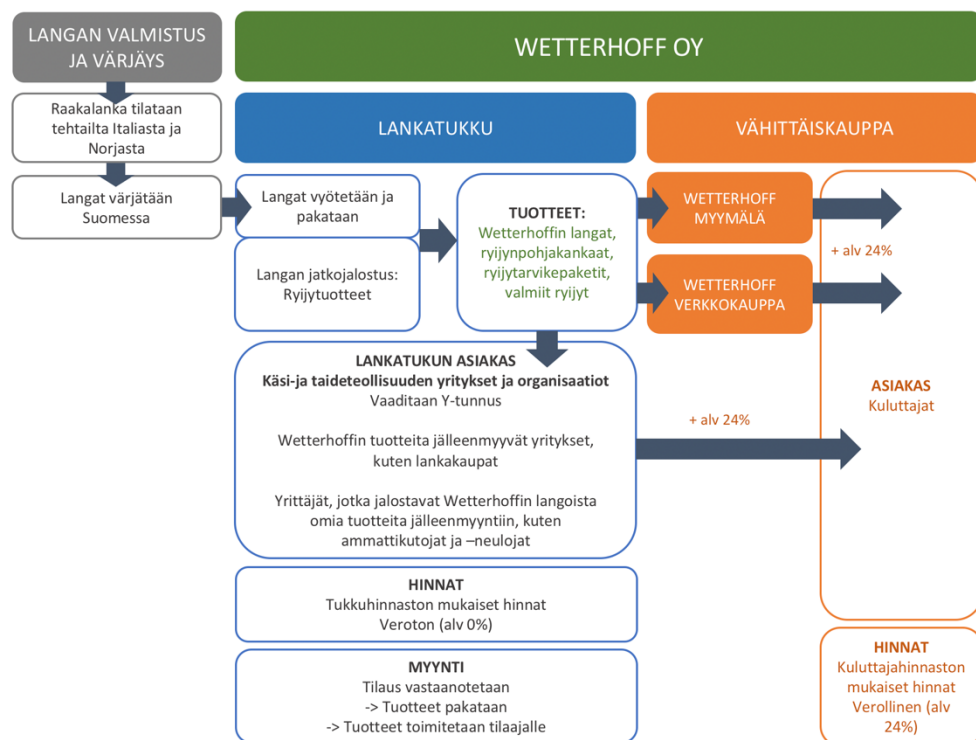 LANGAN VALMISTUS
JA VÄRJÄYS
WETTERHOFF OY
Raakalanka tilataan
tehtailta Italiasta ja
Norjasta
LANKATUKKU
VÄHITTÄISKAUPPA
Langat värjätään
Suomessa
Langat vyötetään ja
pakataan
Langan jatkojalostus:
Ryijytuotteet
TUOTTEET:
Wetterhoffin langat,
ryijynpohjakankaat,
ryijytarvikepaketit,
valmiit ryijyt
WETTERHOFF
MYYMÄLÄ
+ alv 24%
WETTERHOFF
VERKKOKAUPPA
LANKATUKUN ASIAKAS
Käsi-ja taideteollisuuden yritykset ja organisaatiot
Vaaditaan Y-tunnus
Wetterhoffin tuotteita jälleenmyyvät yritykset,
kuten lankakaupat
Yrittäjät, jotka jalostavat Wetterhoffin langoista
omia tuotteita jälleenmyyntiin, kuten
ammattikutojat ja –neulojat
+ alv 24%
ASIAKAS
Kuluttajat
HINNAT
Tukkuhinnaston mukaiset hinnat
Veroton (alv 0%)
MYYNTI
Tilaus vastaanotetaan
-> Tuotteet pakataan
-> Tuotteet toimitetaan tilaajalle
HINNAT
Kuluttajahinnaston
mukaiset hinnat
Verollinen (alv
24%)